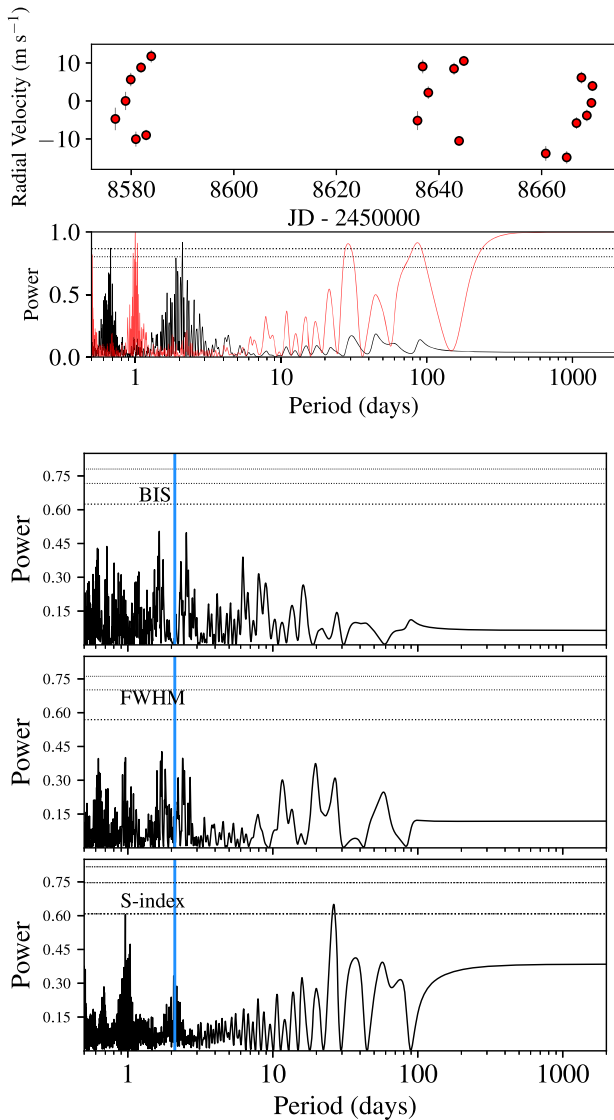 Radial Velocity (m s⁻¹)
10
0
−10
8580 8600 8620 8640 8660
JD - 2450000
Power
1.0
0.5
0.0
1 10 100 1000
Period (days)
Power
0.75
0.60
0.45
0.30
0.15
BIS
Power
0.75
0.60
0.45
0.30
0.15
FWHM
Power
0.75
0.60
0.45
0.30
0.15
S-index
1 10 100 1000
Period (days)